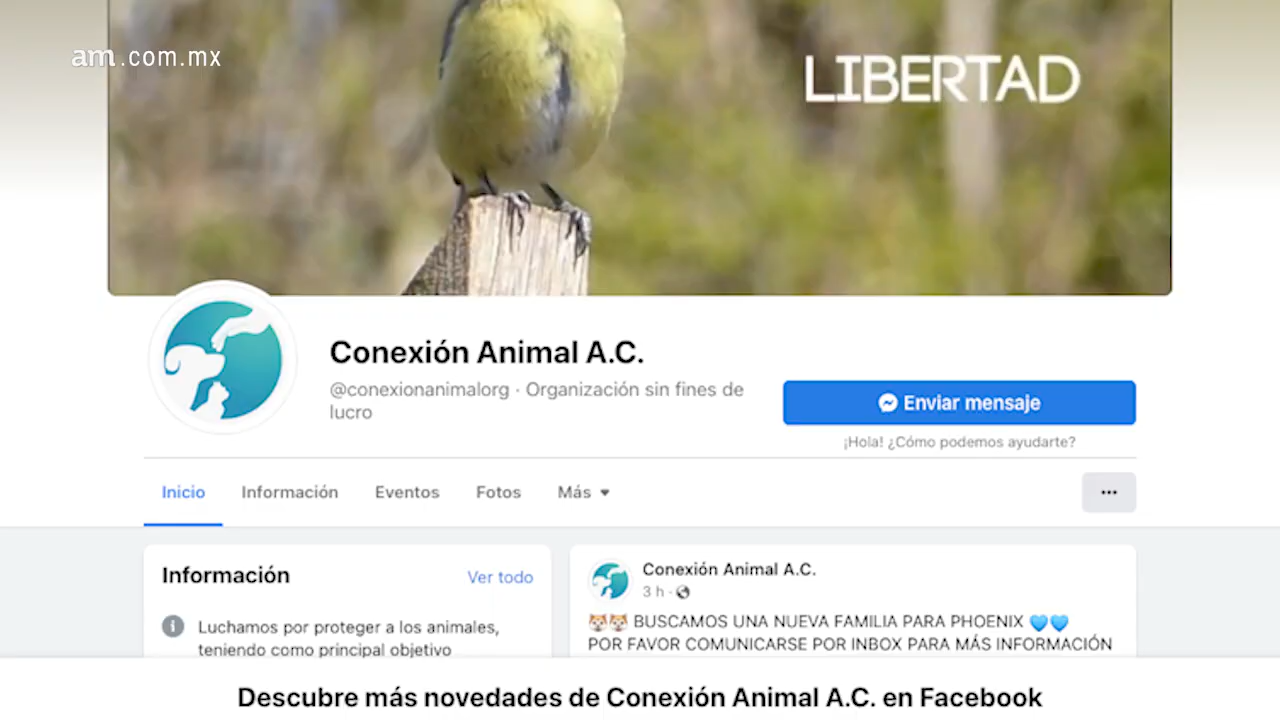 am.com.mx
LIBERTAD
Conexión Animal A.C.
@conexionanimalorg · Organización sin fines de
lucro
Enviar mensaje
¡Hola! ¿Cómo podemos ayudarte?
Inicio
Información
Eventos
Fotos
Más
Información
Ver todo
Luchamos por proteger a los animales,
teniendo como principal objetivo
Conexión Animal A.C.
3 h ·
🐯🐯 BUSCAMOS UNA NUEVA FAMILIA PARA PHOENIX 💙💙
POR FAVOR COMUNICARSE POR INBOX PARA MÁS INFORMACIÓN
Descubre más novedades de Conexión Animal A.C. en Facebook